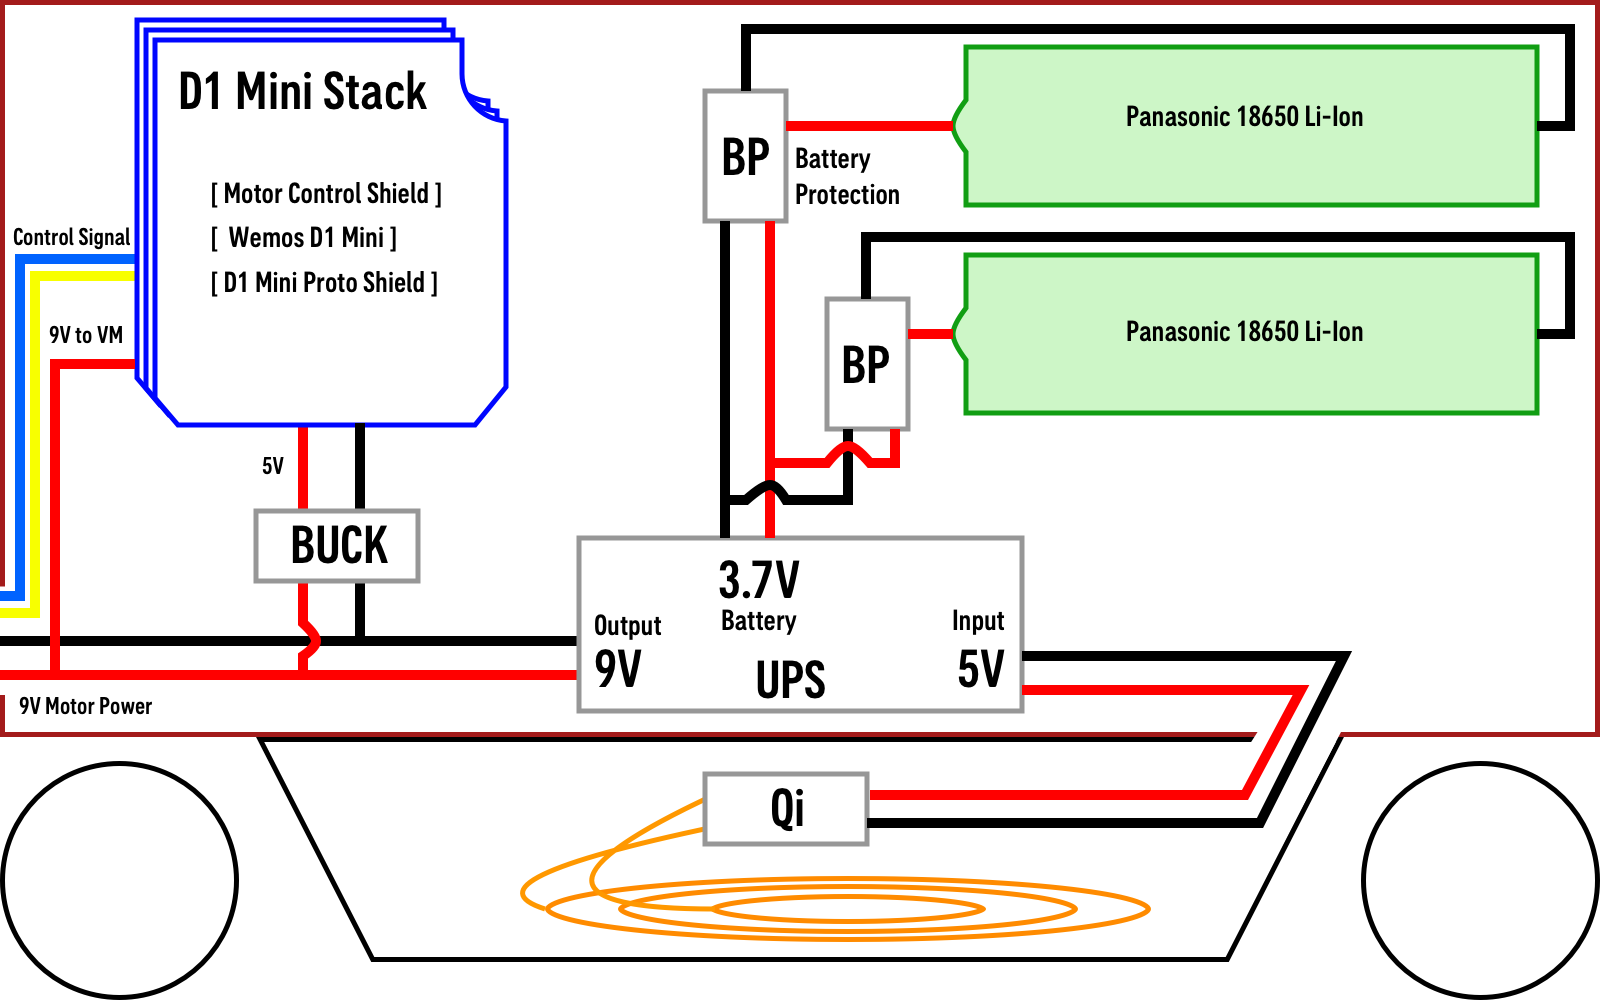 D1 Mini Stack
[ Motor Control Shield ]
[ Wemos D1 Mini ]
[ D1 Mini Proto Shield ]
Control Signal
9V to VM
5V
BUCK
9V Motor Power
BP
Battery
Protection
Panasonic 18650 Li-Ion
BP
Panasonic 18650 Li-Ion
3.7V
Battery
UPS
Output
9V
Input
5V
Qi